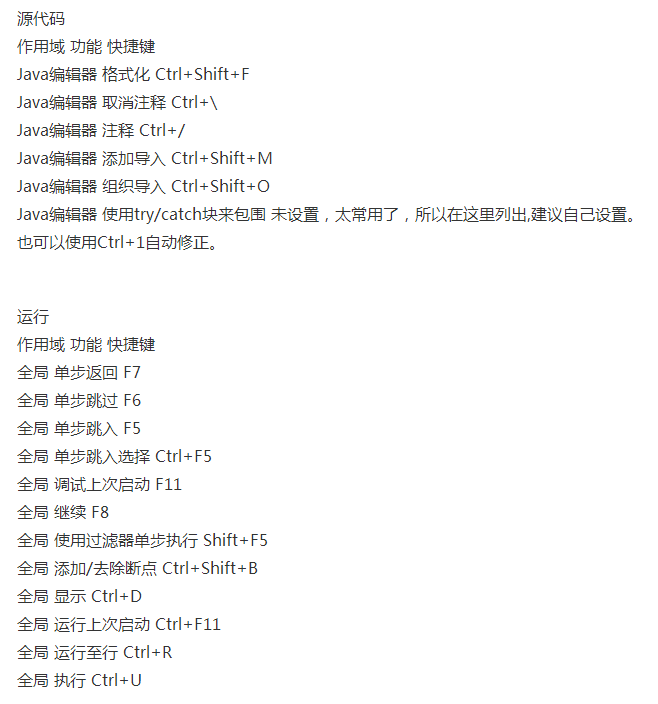 源代码
作用域 功能 快捷键
Java编辑器 格式化 Ctrl+Shift+F
Java编辑器 取消注释 Ctrl+\
Java编辑器 注释 Ctrl+/
Java编辑器 添加导入 Ctrl+Shift+M
Java编辑器 组织导入 Ctrl+Shift+O
Java编辑器 使用try/catch块来包围 未设置，太常用了，所以在这里列出,建议自己设置。
也可以使用Ctrl+1自动修正。
运行
作用域 功能 快捷键
全局 单步返回 F7
全局 单步跳过 F6
全局 单步跳入 F5
全局 单步跳入选择 Ctrl+F5
全局 调试上次启动 F11
全局 继续 F8
全局 使用过滤器单步执行 Shift+F5
全局 添加/去除断点 Ctrl+Shift+B
全局 显示 Ctrl+D
全局 运行上次启动 Ctrl+F11
全局 运行至行 Ctrl+R
全局 执行 Ctrl+U